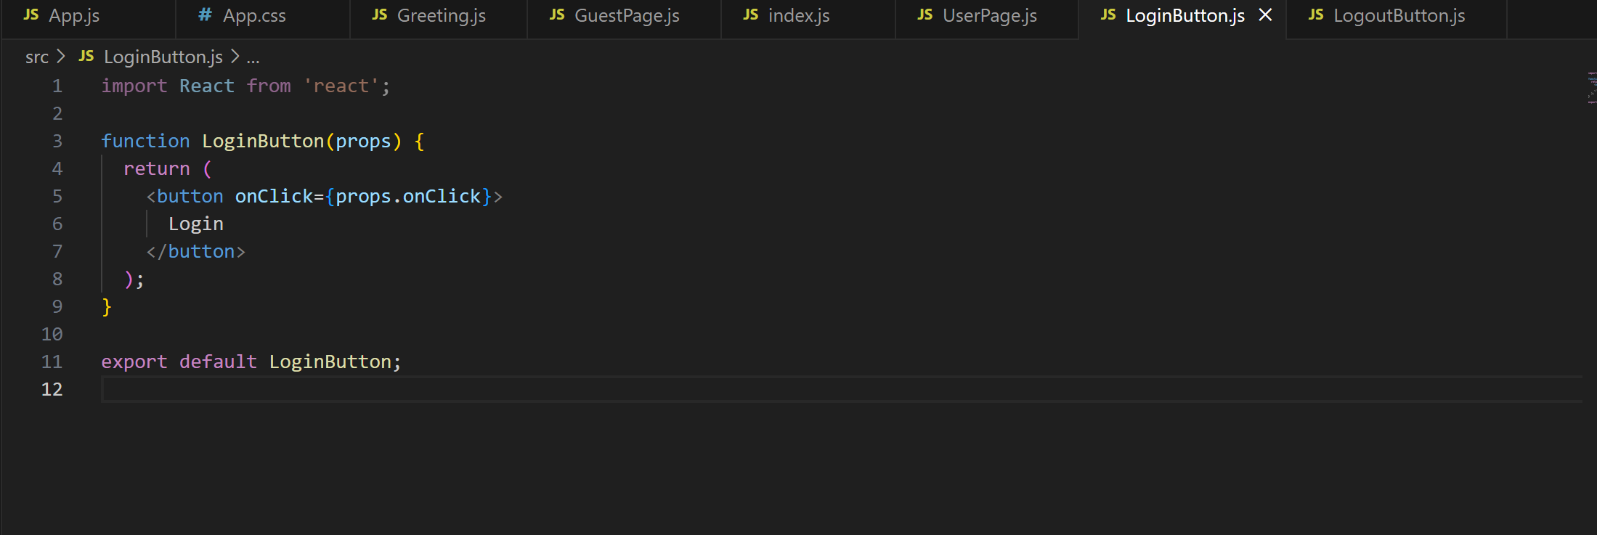 JS App.js # App.css JS Greeting.js JS GuestPage.js JS index.js JS UserPage.js JS LoginButton.js × JS LogoutButton.js
src > JS LoginButton.js > ...
1 import React from 'react';
2
3 function LoginButton(props) {
4 return (
5 <button onClick={props.onClick}>
6 Login
7 </button>
8 );
9 }
10
11 export default LoginButton;
12